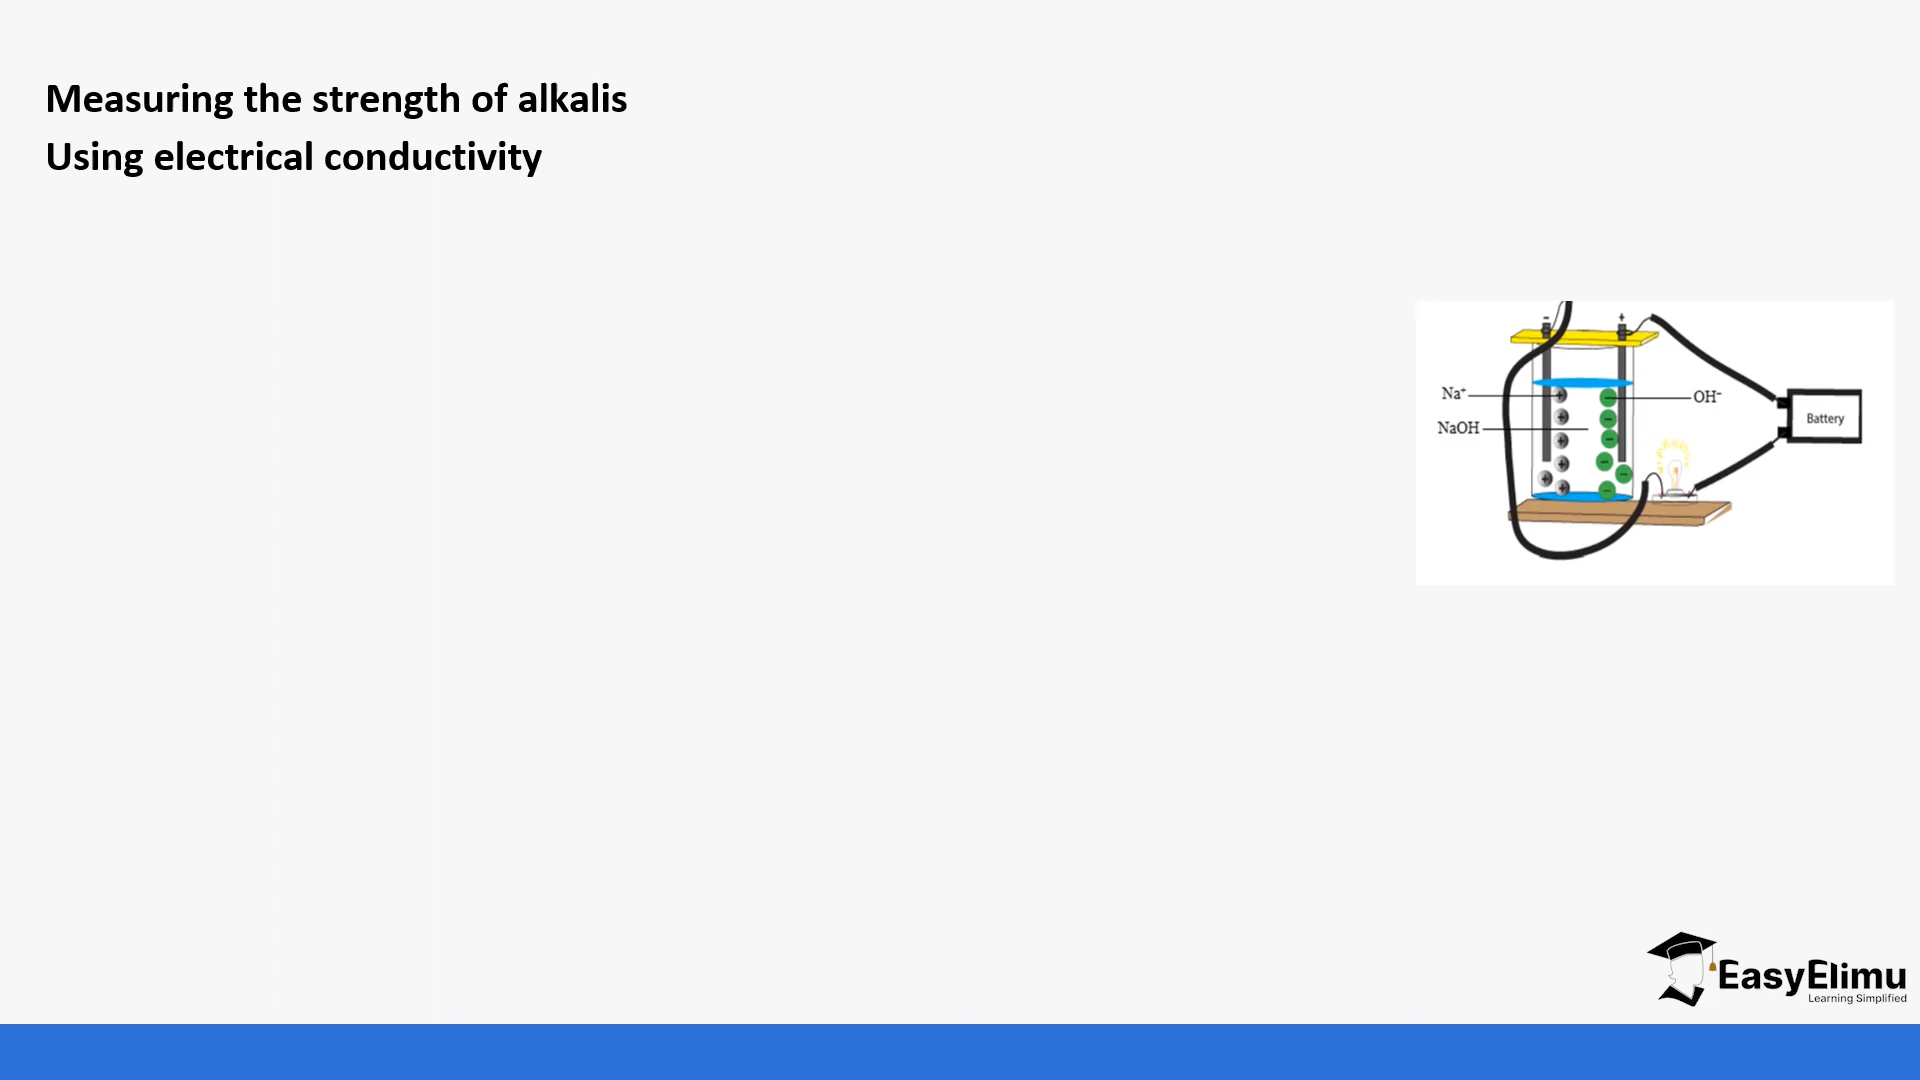 Measuring the strength of alkalis
Using electrical conductivity
- +
Na⁺
OH⁻
NaOH
Battery
EasyElimu
Learning Simplified